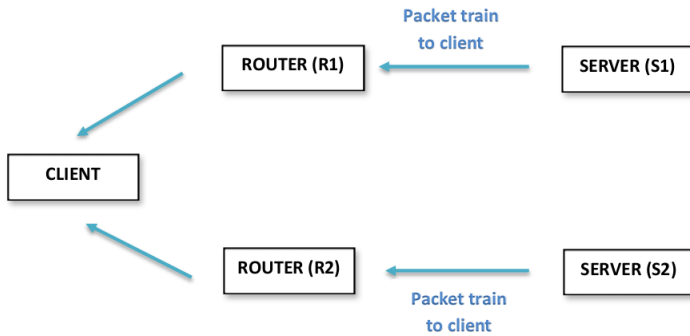 Packet train
to client
ROUTER (R1)
SERVER (S1)
CLIENT
ROUTER (R2)
SERVER (S2)
Packet train
to client